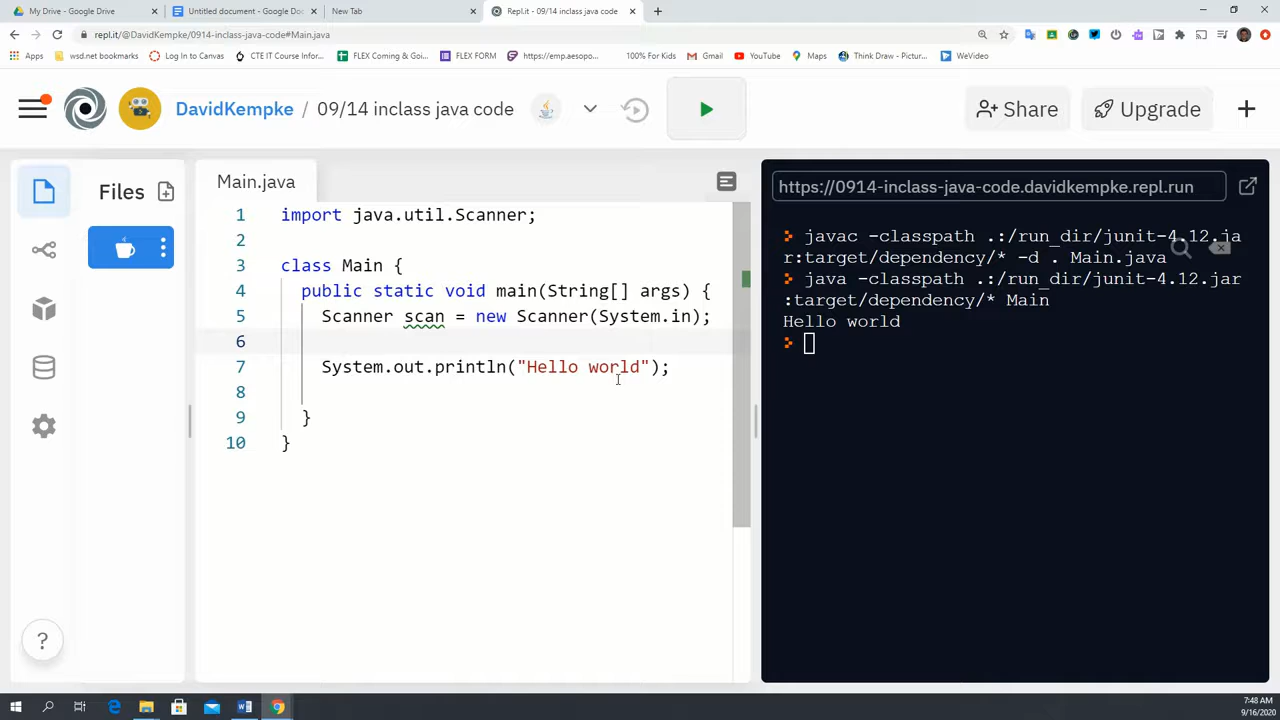 My Drive - Google Drive
Untitled document - Google Doc
New Tab
Repl.it - 09/14 inclass java code
repl.it/@DavidKempke/0914-inclass-java-code#Main.java
Apps
wsd.net bookmarks
Log In to Canvas
CTE IT Course Infor...
FLEX Coming & Goi...
FLEX FORM
https://emp.aesopo...
100% For Kids
Gmail
YouTube
Maps
Think Draw - Pictur...
WeVideo
DavidKempke / 09/14 inclass java code
Share
Upgrade
Files
Main.java
1 import java.util.Scanner;
2
3 class Main {
4 public static void main(String[] args) {
5 Scanner scan = new Scanner(System.in);
6
7 System.out.println("Hello world");
8
9 }
10 }
https://0914-inclass-java-code.davidkempke.repl.run
javac -classpath .:/run_dir/junit-4.12.ja
r:target/dependency/* -d . Main.java
java -classpath .:/run_dir/junit-4.12.jar
:target/dependency/* Main
Hello world
?
7:48 AM
9/16/2020